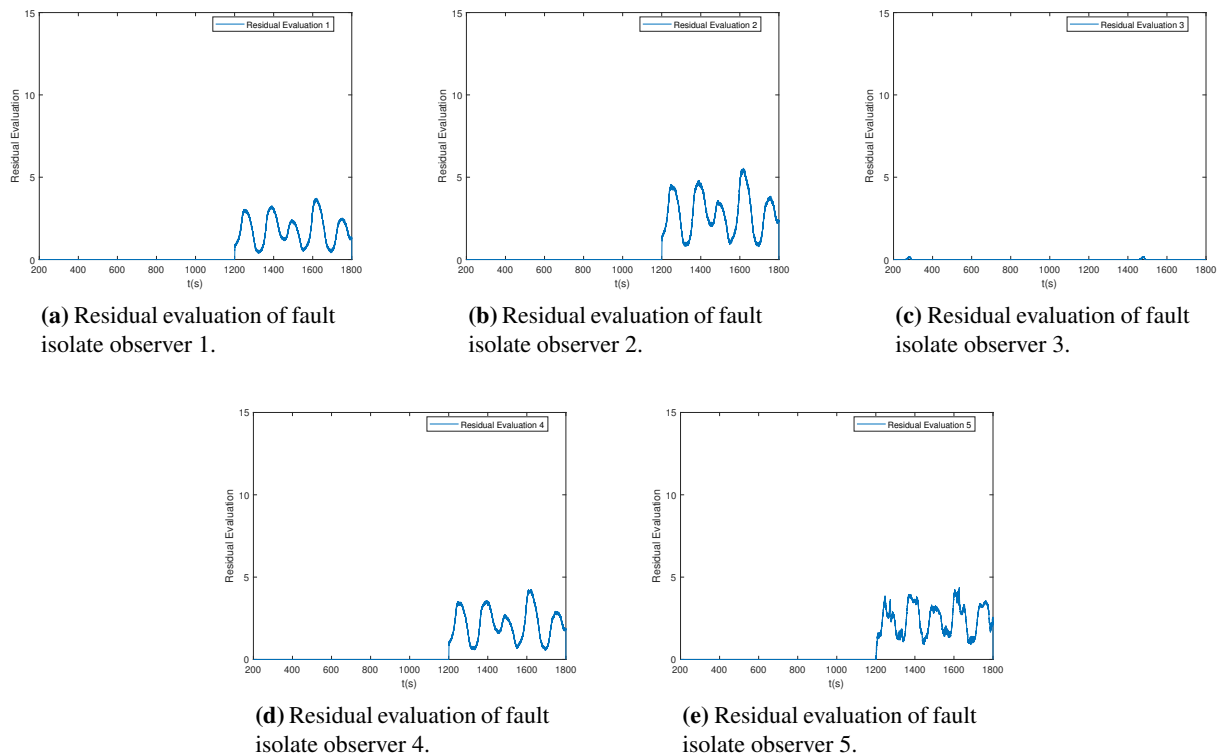 15
10
5
0
Residual Evaluation
Residual Evaluation 1
200 400 600 800 1000 1200 1400 1600 1800
t(s)
(a) Residual evaluation of fault
isolate observer 1.
15
10
5
0
Residual Evaluation
Residual Evaluation 2
200 400 600 800 1000 1200 1400 1600 1800
t(s)
(b) Residual evaluation of fault
isolate observer 2.
15
10
5
0
Residual Evaluation
Residual Evaluation 3
200 400 600 800 1000 1200 1400 1600 1800
t(s)
(c) Residual evaluation of fault
isolate observer 3.
15
10
5
0
Residual Evaluation
Residual Evaluation 4
200 400 600 800 1000 1200 1400 1600 1800
t(s)
(d) Residual evaluation of fault
isolate observer 4.
15
10
5
0
Residual Evaluation
Residual Evaluation 5
200 400 600 800 1000 1200 1400 1600 1800
t(s)
(e) Residual evaluation of fault
isolate observer 5.